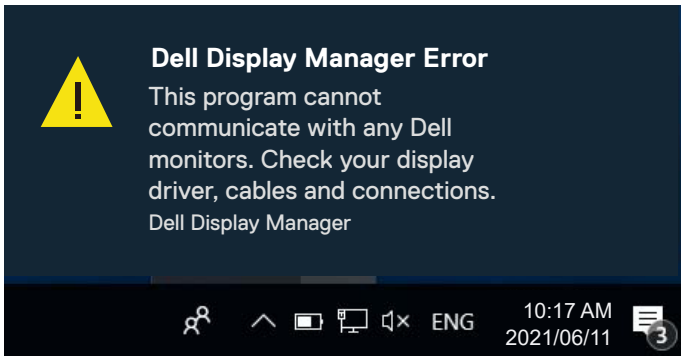 Dell Display Manager Error
This program cannot
communicate with any Dell
monitors. Check your display
driver, cables and connections.
Dell Display Manager
ENG
10:17 AM
2021/06/11
3